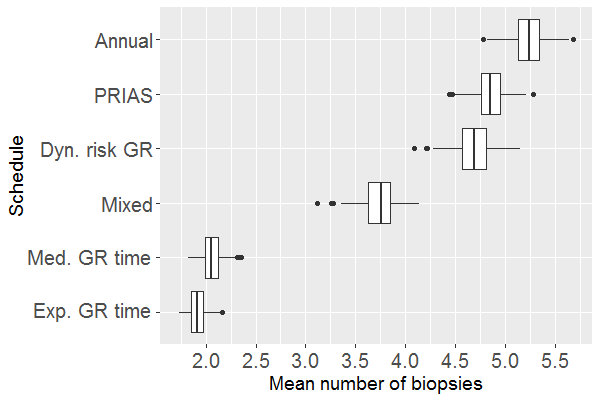 Annual
PRIAS
Dyn. risk GR
Mixed
Med. GR time
Exp. GR time
Schedule
2.0 2.5 3.0 3.5 4.0 4.5 5.0 5.5
Mean number of biopsies